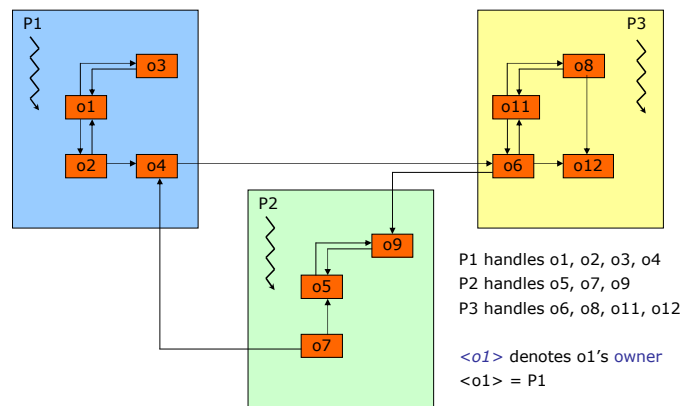 P1
o3
o1
o2
o4
P3
o8
o11
o6
o12
P2
o9
o5
o7
P1 handles o1, o2, o3, o4
P2 handles o5, o7, o9
P3 handles o6, o8, o11, o12
<o1> denotes o1's owner
<o1> = P1